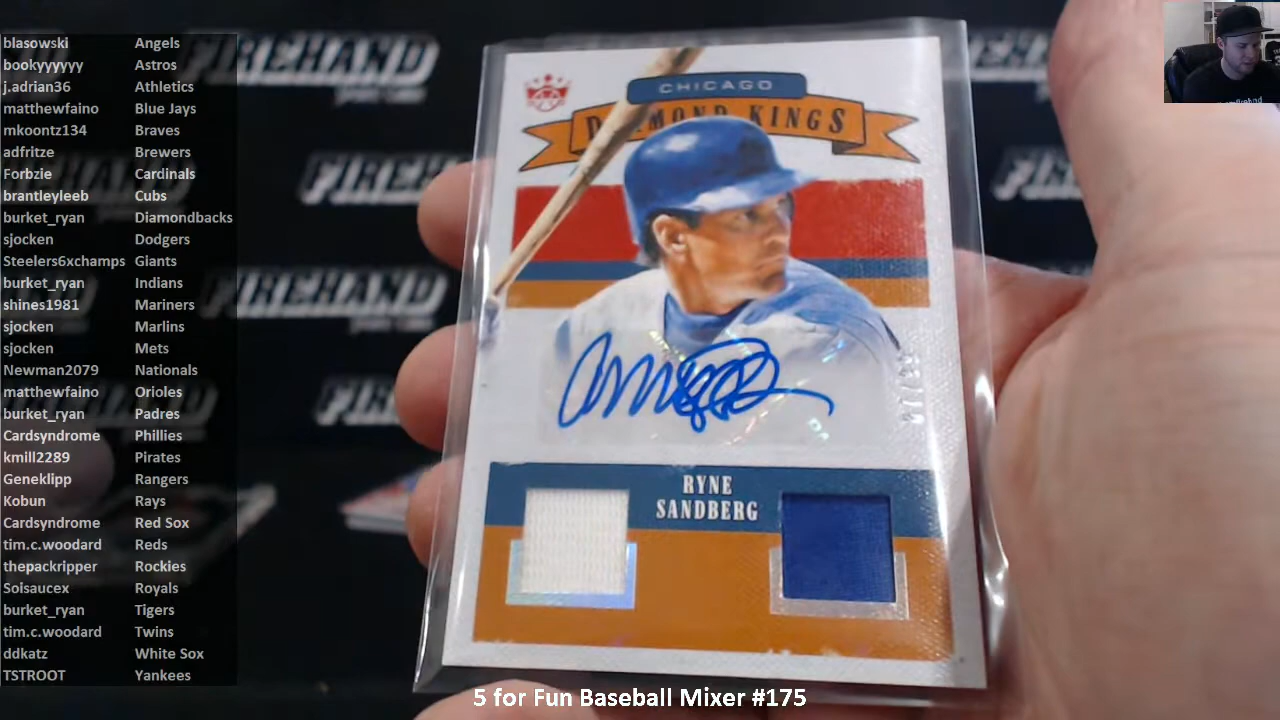 blasowski Angels
bookyyyyyy Astros
j.adrian36 Athletics
matthewfaino Blue Jays
mkoontz134 Braves
adfritze Brewers
Forbzie Cardinals
brantleyleeb Cubs
burket_ryan Diamondbacks
sjocken Dodgers
Steelers6xchamps Giants
burket_ryan Indians
shines1981 Mariners
sjocken Marlins
sjocken Mets
Newman2079 Nationals
matthewfaino Orioles
burket_ryan Padres
Cardsyndrome Phillies
kmill2289 Pirates
Geneklipp Rangers
Kobun Rays
Cardsyndrome Red Sox
tim.c.woodard Reds
thepackripper Rockies
Soisaucex Royals
burket_ryan Tigers
tim.c.woodard Twins
ddkatz White Sox
TSTROOT Yankees
FIREHAND
FIREHAND
CHICAGO
DIAMOND KINGS
RYNE
SANDBERG
5 for Fun Baseball Mixer #175